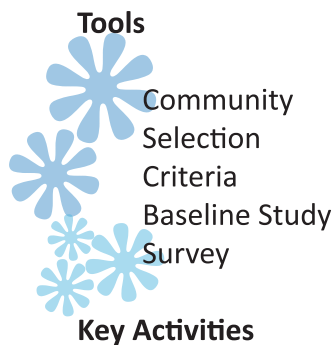 Tools
Community
Selection
Criteria
Baseline Study
Survey
Key Activities